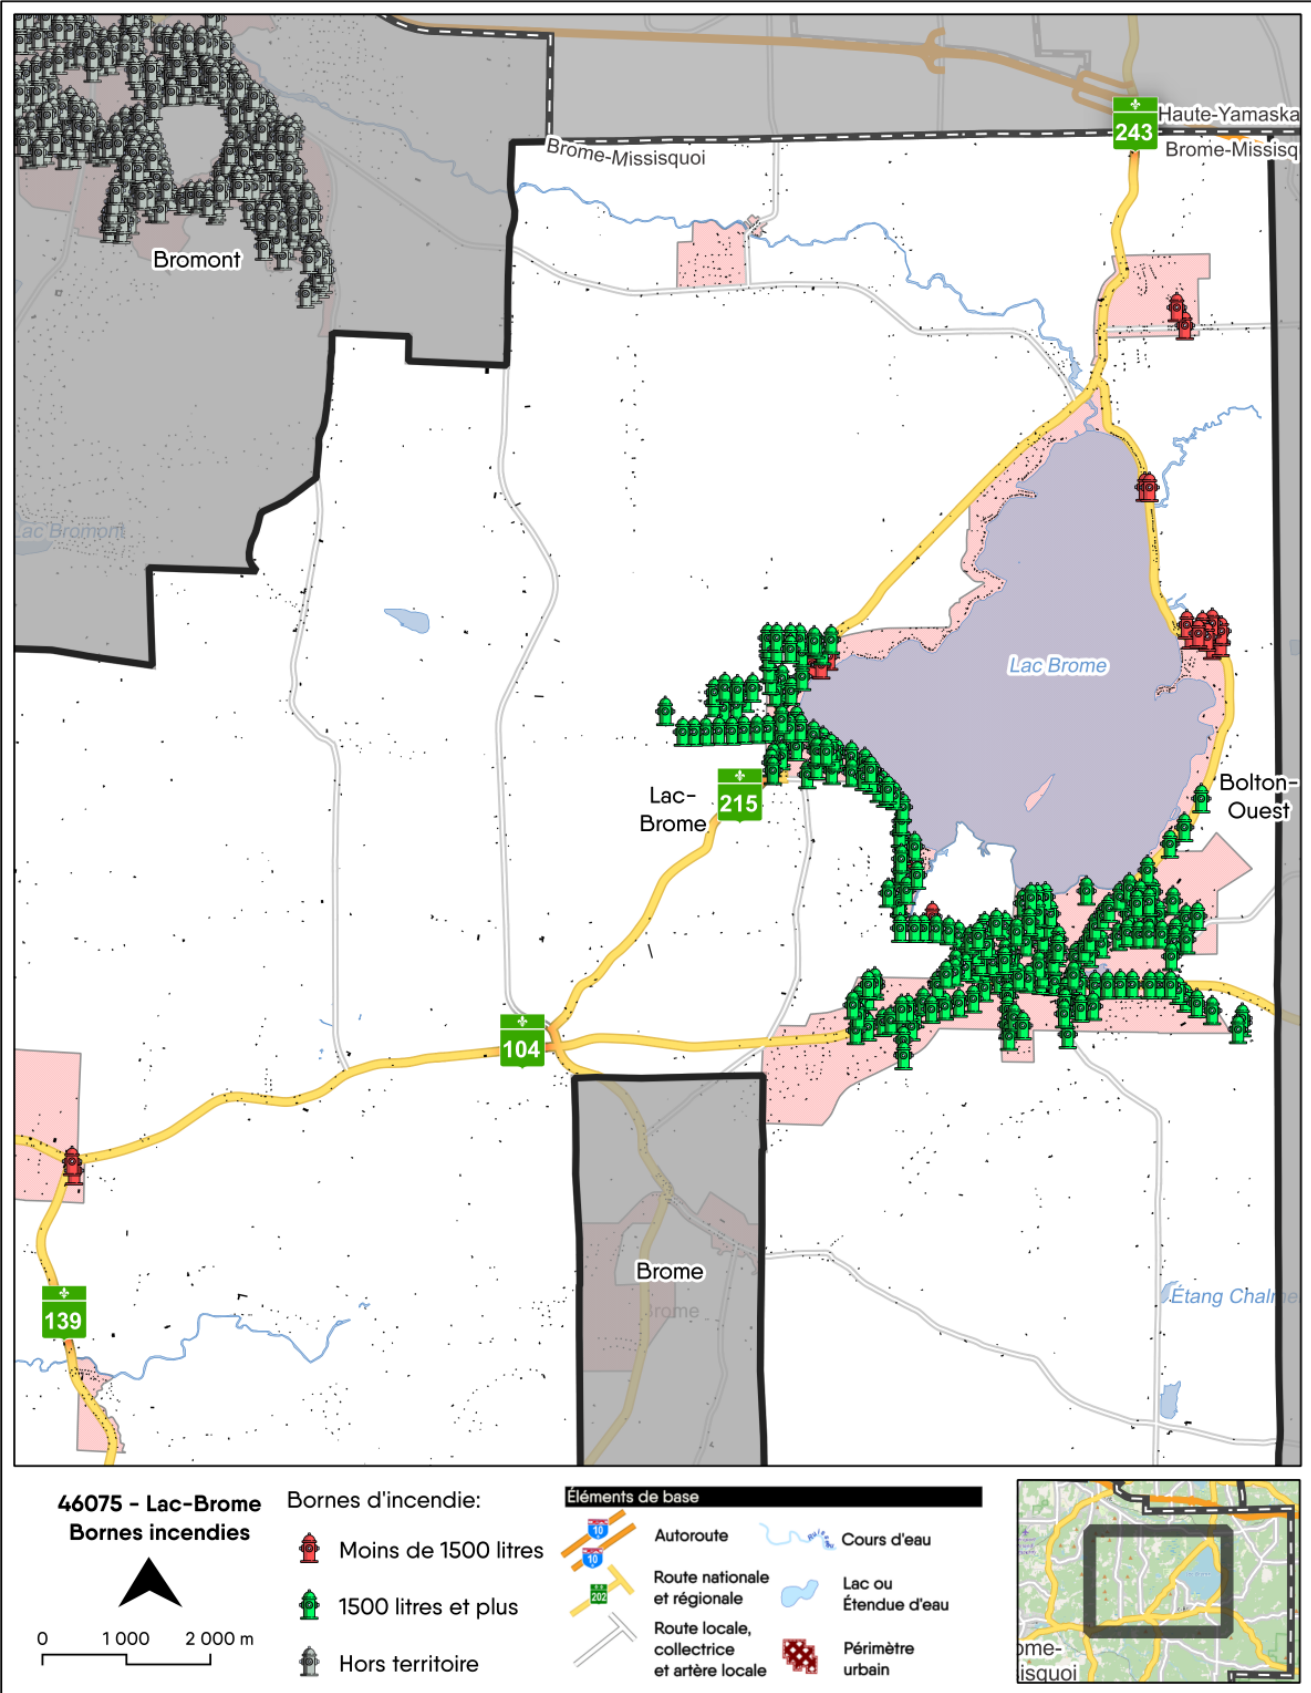 Haute-Yamaska
243
Brome-Missisquoi
Brome-Missisq
Bromont
Lac Bromont
Lac Brome
Lac-
Brome
215
Bolton-
Ouest
104
Brome
Brome
139
Étang Chalme
46075 - Lac-Brome
Bornes incendies
0
1 000
2 000 m
Bornes d'incendie:
Moins de 1500 litres
1500 litres et plus
Hors territoire
Éléments de base
10
10
Autoroute
202
Route nationale
et régionale
Route locale,
collectrice
et artère locale
Cours d'eau
Lac ou
Étendue d'eau
Périmètre
urbain
ome-
isquoi